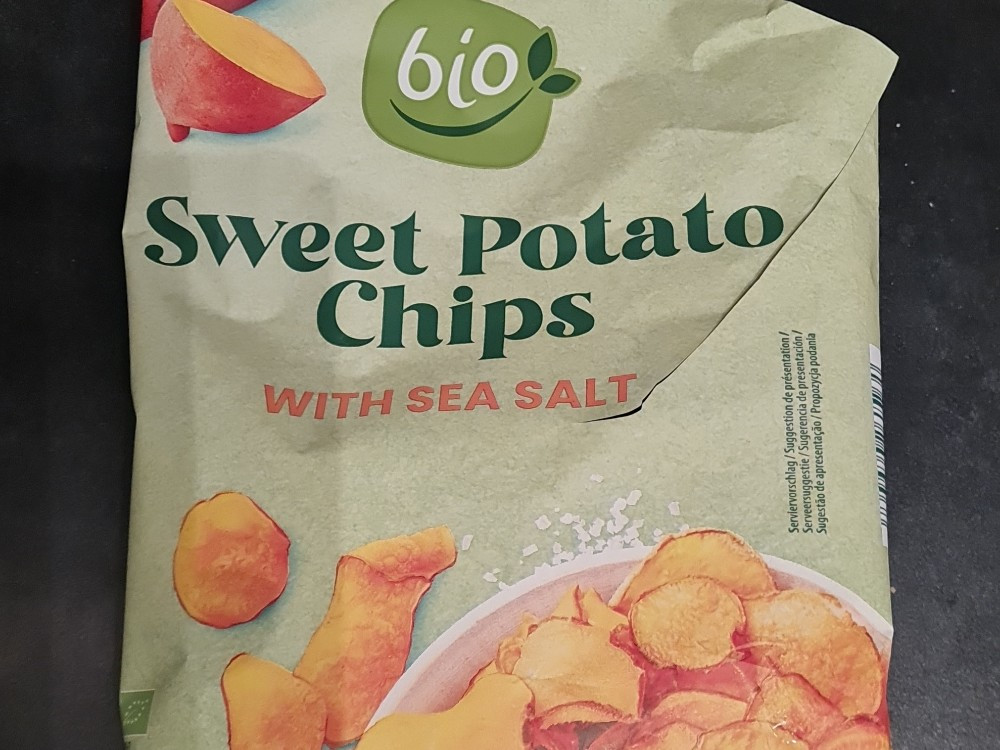 bio
Sweet Potato
Chips
WITH SEA SALT
Serviervorschlag / Suggestion de présentation /
Serveersuggestie / Sugerencia de presentación /
Sugestão de apresentação / Propozycja podania